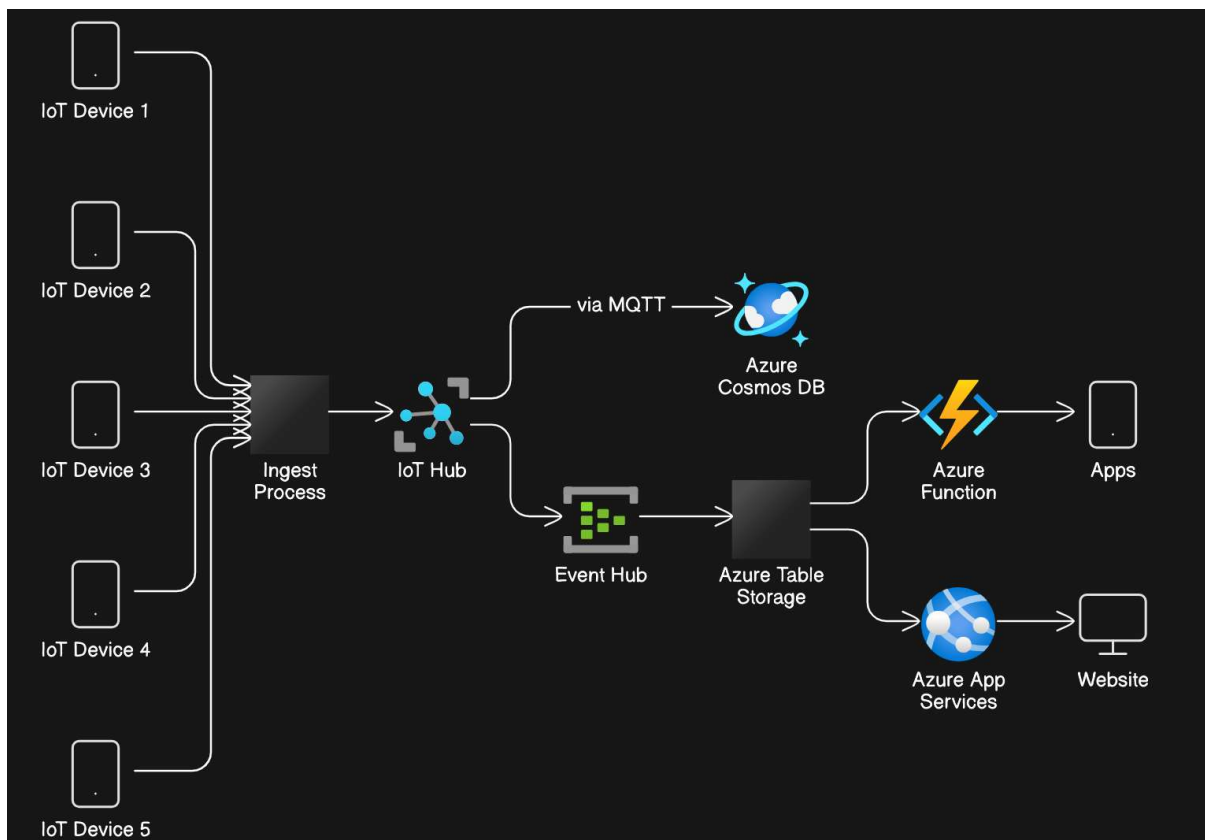 IoT Device 1
IoT Device 2
IoT Device 3
IoT Device 4
IoT Device 5
Ingest
Process
IoT Hub
via MQTT
Azure
Cosmos DB
Event Hub
Azure Table
Storage
Azure
Function
Apps
Azure App
Services
Website